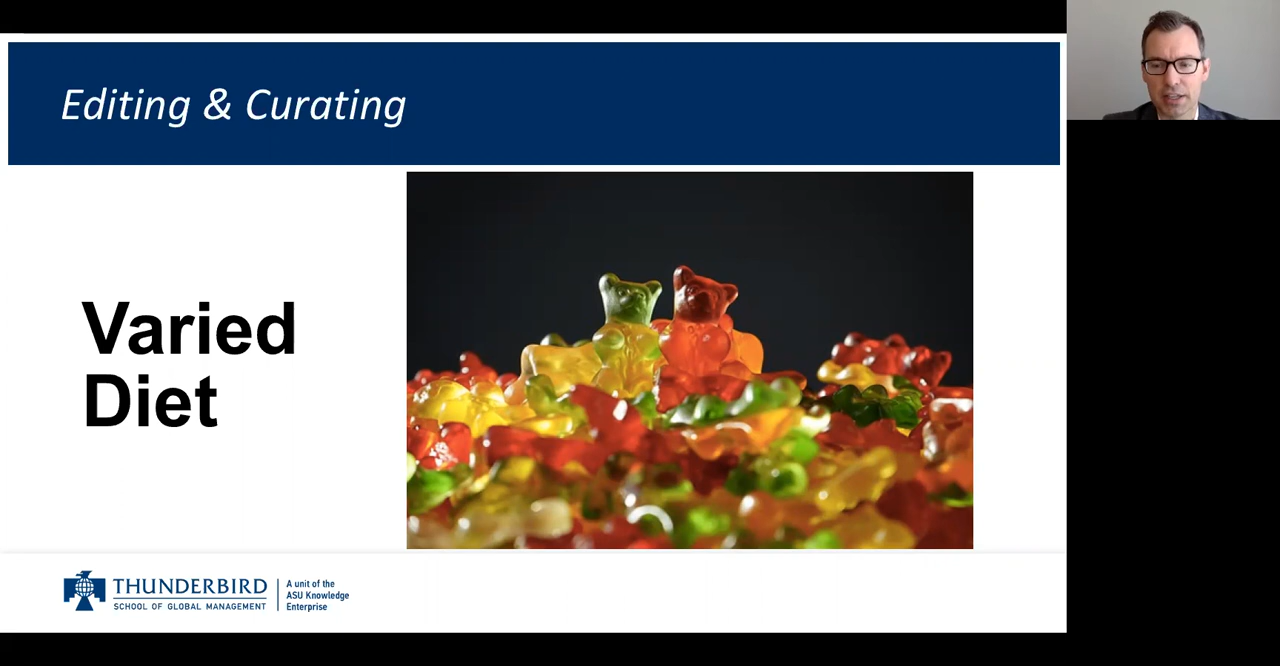 Editing & Curating
Varied
Diet
THUNDERBIRD
SCHOOL OF GLOBAL MANAGEMENT
A unit of the
ASU Knowledge
Enterprise